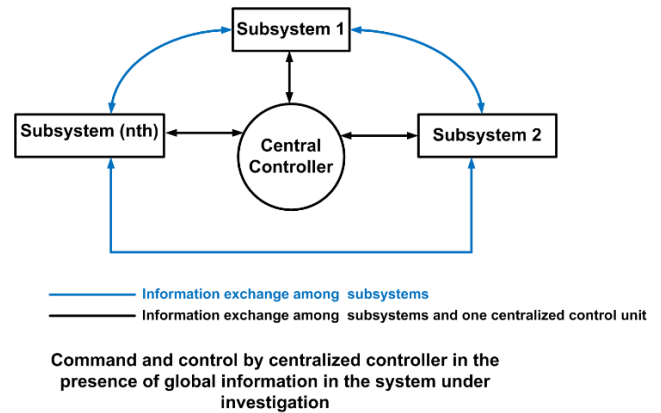 Subsystem 1
Subsystem (nth)
Central
Controller
Subsystem 2
Information exchange among subsystems
Information exchange among subsystems and one centralized control unit
Command and control by centralized controller in the
presence of global information in the system under
investigation